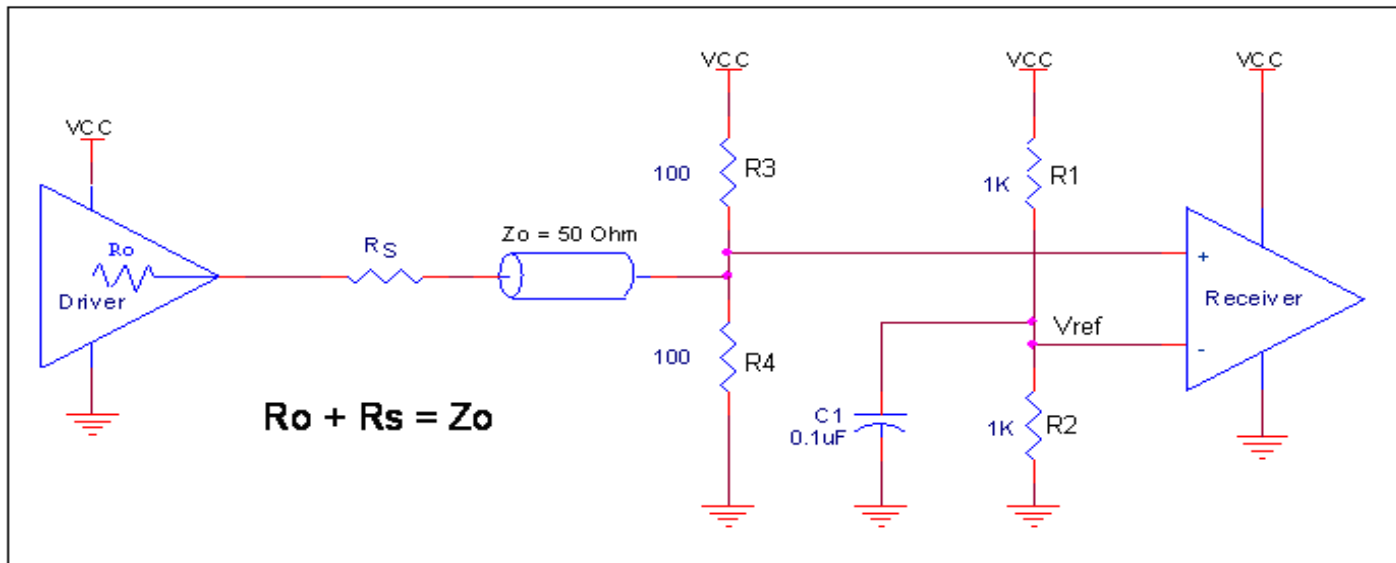 VCC
VCC
VCC
VCC
100
R3
1K
R1
Ro
Driver
RS
Zo = 50 Ohm
+
Receiver
Vref
-
100
R4
Ro + Rs = Zo
C1
0.1uF
1K
R2